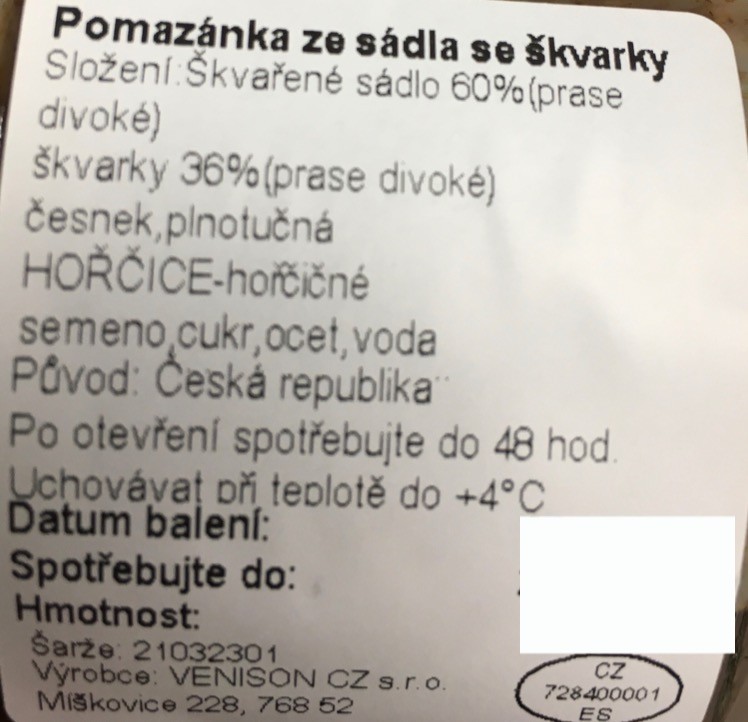 Pomazánka ze sádla se škvarky
Složení:Škvařené sádlo 60%(prase
divoké)
škvarky 36%(prase divoké)
česnek,plnotučná
HOŘČICE-hořčičné
semeno,cukr,ocet,voda
Původ: Česká republika
Po otevření spotřebujte do 48 hod.
Uchovávat při teplotě do +4°C
Datum balení:
Spotřebujte do:
Hmotnost:
Šarže: 21032301
Výrobce: VENISON CZ s.r.o.
Míškovice 228, 768 52
CZ
728400001
ES